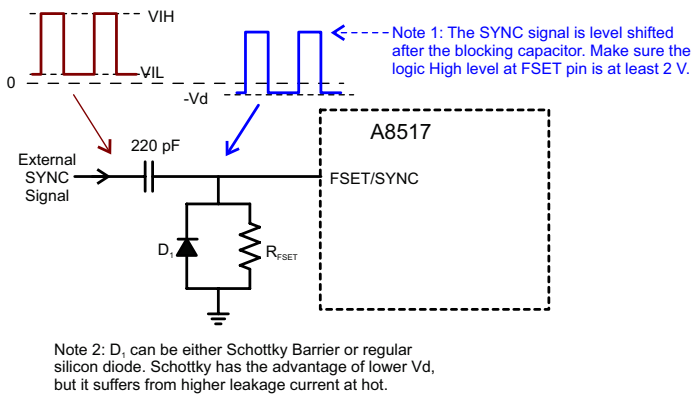 VIH
VIL
0
-Vd
Note 1: The SYNC signal is level shifted
after the blocking capacitor. Make sure the
logic High level at FSET pin is at least 2 V.
A8517
220 pF
External
SYNC
Signal
FSET/SYNC
D₁
R_FSET
Note 2: D₁ can be either Schottky Barrier or regular
silicon diode. Schottky has the advantage of lower Vd,
but it suffers from higher leakage current at hot.